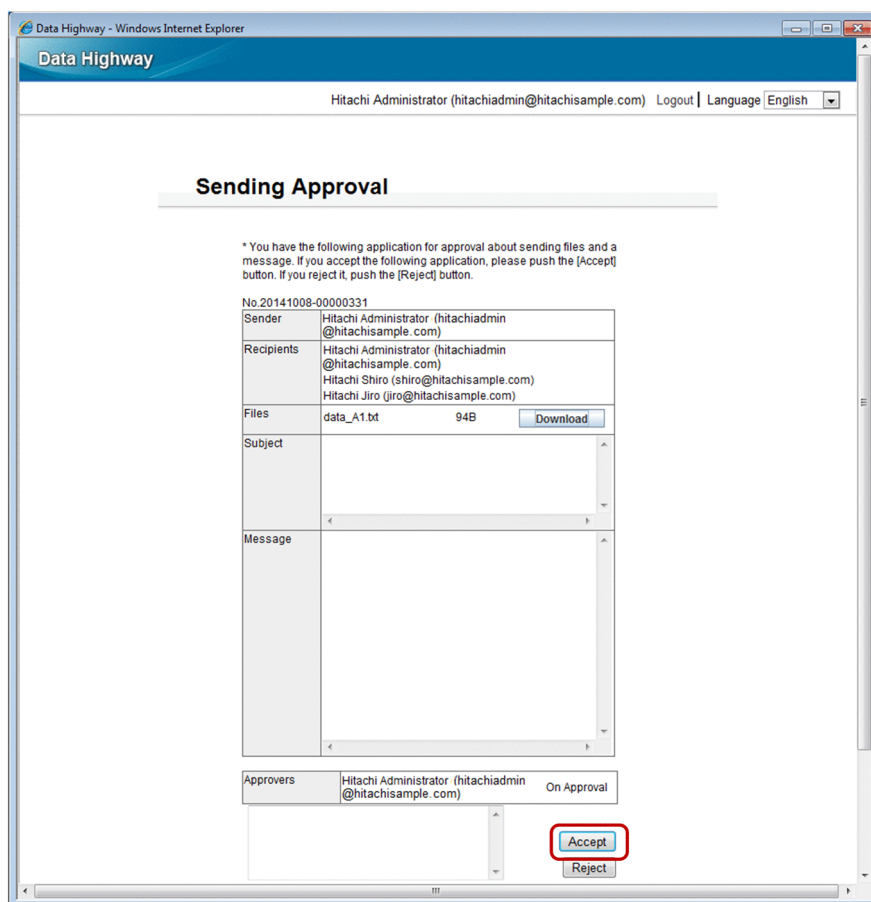 Data Highway - Windows Internet Explorer
Data Highway
Hitachi Administrator (hitachiadmin@hitachisample.com) Logout Language English
Sending Approval
* You have the following application for approval about sending files and a
message. If you accept the following application, please push the [Accept]
button. If you reject it, push the [Reject] button.
No.20141008-00000331
Sender Hitachi Administrator (hitachiadmin
@hitachisample.com)
Recipients Hitachi Administrator (hitachiadmin
@hitachisample.com)
Hitachi Shiro (shiro@hitachisample.com)
Hitachi Jiro (jiro@hitachisample.com)
Files data_A1.txt 94B Download
Subject
Message
Approvers Hitachi Administrator (hitachiadmin
@hitachisample.com) On Approval
Accept
Reject